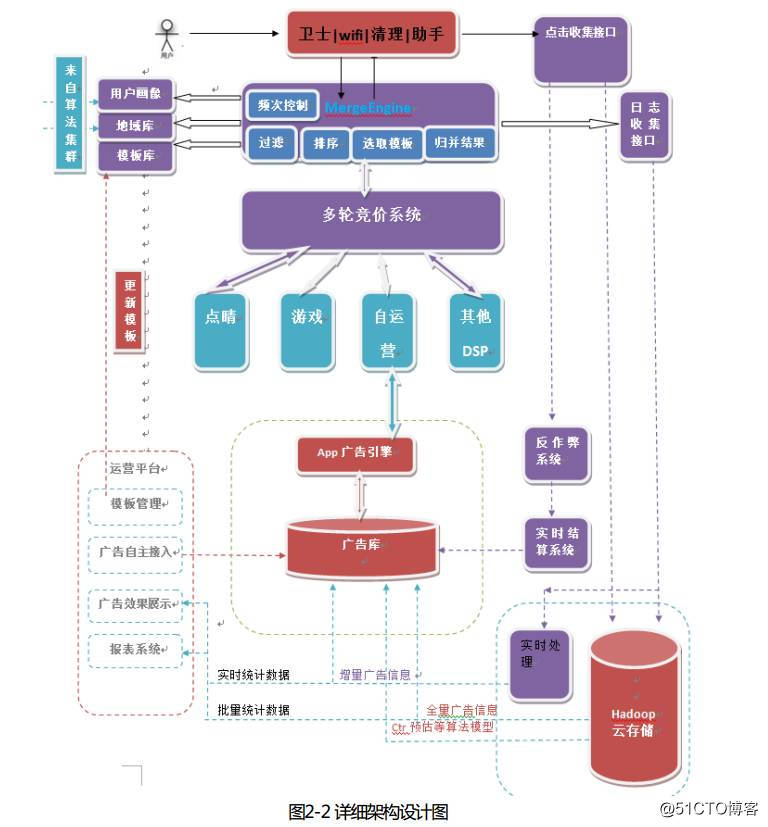 用户
卫士|wifi|清理|助手
点击收集接口
来自算法集群
用户画像
地域库
模板库
频次控制
MergeEngine
过滤
排序
选取模板
归并结果
日志
收集
接口
多轮竞价系统
更新模板
点睛
游戏
自运
营
其他
DSP
反作弊
系统
App 广告引擎
运营平台
模板管理
广告自主接入
广告效果展示
报表系统
广告库
实时结
算系统
实时处
理
实时统计数据
增量广告信息
批量统计数据
全量广告信息
Ctr 预估等算法模型
Hadoop
云存储
图2-2 详细架构设计图
@51CTO博客